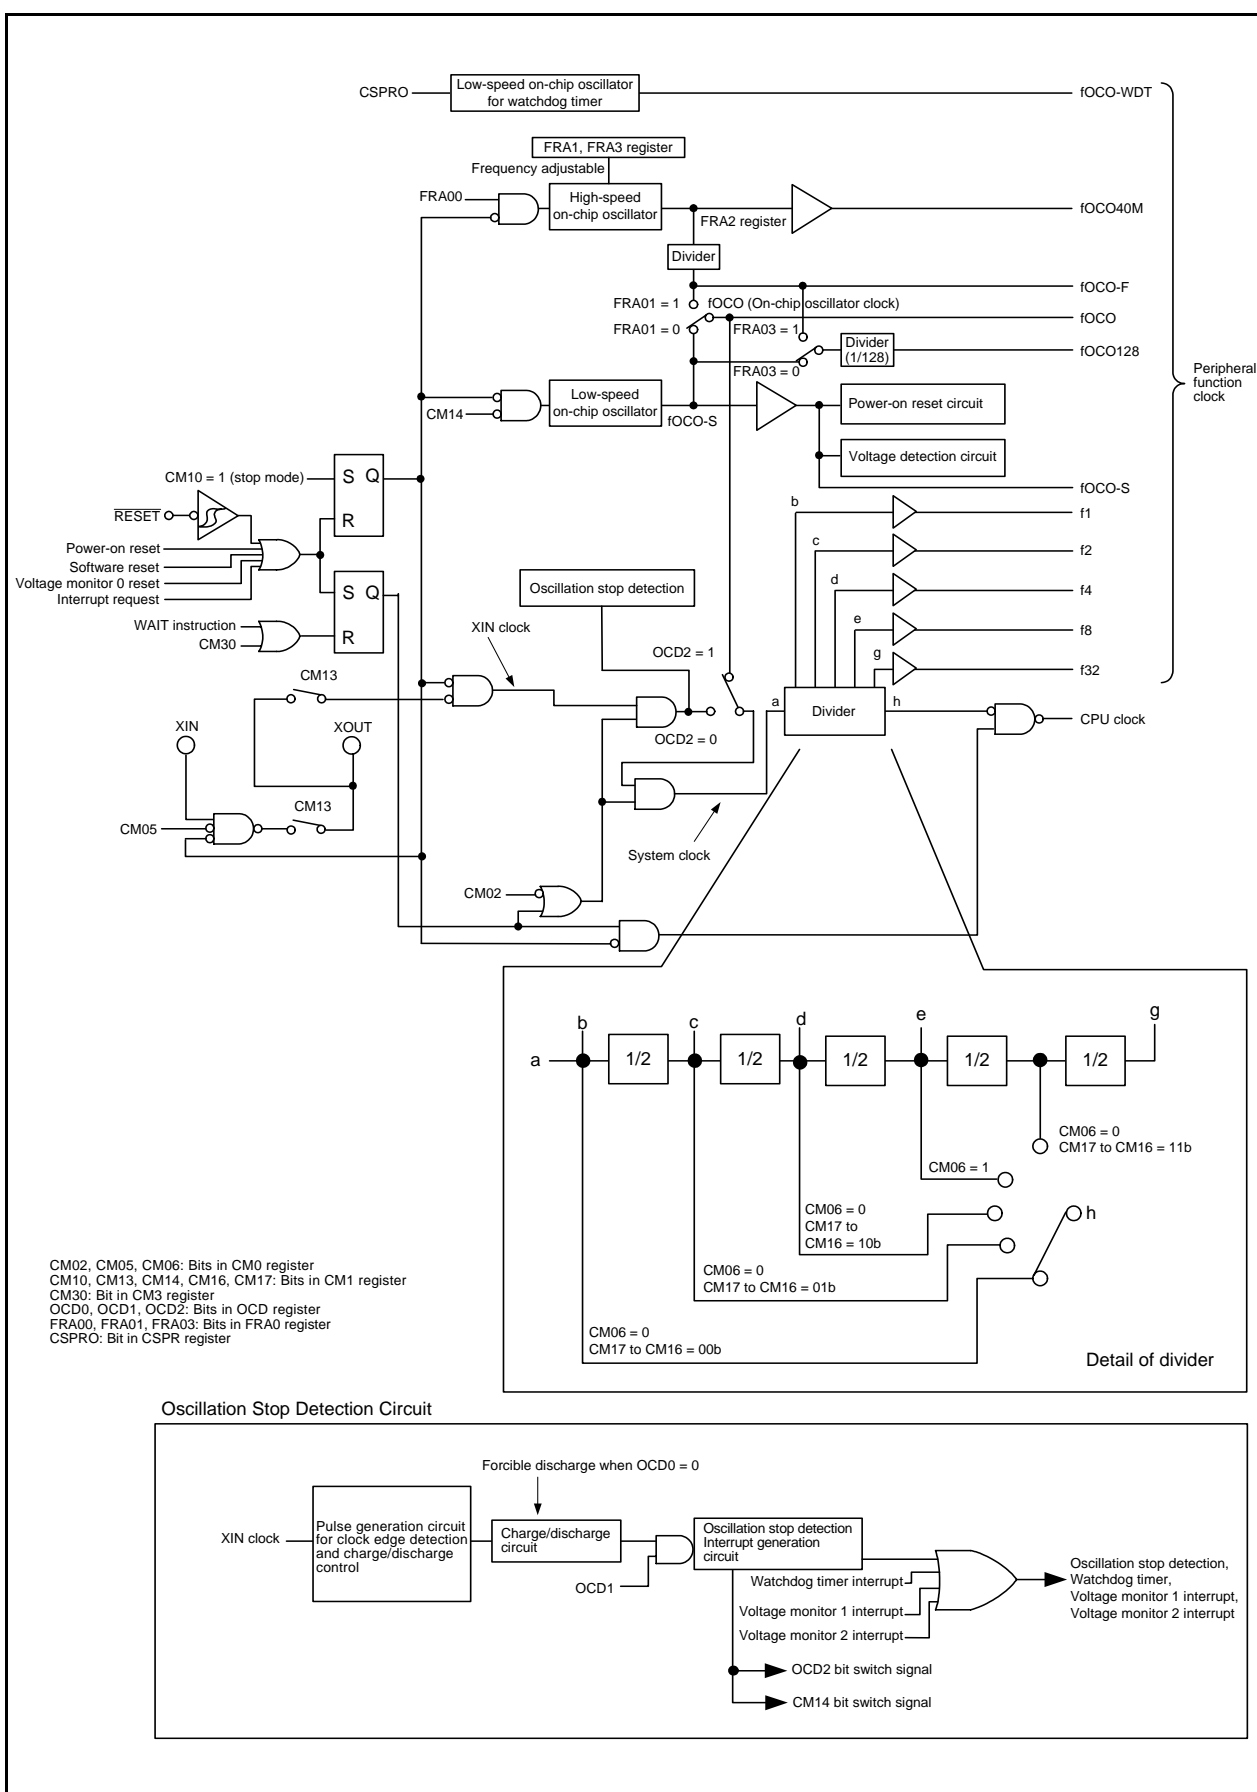 CSPRO
Low-speed on-chip oscillator
for watchdog timer
fOCO-WDT
FRA1, FRA3 register
Frequency adjustable
FRA00
High-speed
on-chip oscillator
FRA2 register
fOCO40M
Divider
fOCO-F
FRA01 = 1
fOCO (On-chip oscillator clock)
fOCO
FRA01 = 0
FRA03 = 1
Divider
(1/128)
fOCO128
FRA03 = 0
Peripheral
function
clock
Low-speed
on-chip oscillator
CM14
fOCO-S
Power-on reset circuit
Voltage detection circuit
fOCO-S
CM10 = 1 (stop mode)
S Q
R
RESET
Power-on reset
Software reset
Voltage monitor 0 reset
Interrupt request
S Q
R
WAIT instruction
CM30
b
f1
c
f2
d
f4
e
f8
g
f32
Oscillation stop detection
XIN clock
OCD2 = 1
CM13
a
Divider
h
CPU clock
OCD2 = 0
XIN
XOUT
CM13
CM05
System clock
CM02
b
c
d
e
g
a
1/2
1/2
1/2
1/2
1/2
CM06 = 0
CM17 to CM16 = 11b
CM06 = 1
CM06 = 0
CM17 to
CM16 = 10b
h
CM06 = 0
CM17 to CM16 = 01b
CM06 = 0
CM17 to CM16 = 00b
Detail of divider
CM02, CM05, CM06: Bits in CM0 register
CM10, CM13, CM14, CM16, CM17: Bits in CM1 register
CM30: Bit in CM3 register
OCD0, OCD1, OCD2: Bits in OCD register
FRA00, FRA01, FRA03: Bits in FRA0 register
CSPRO: Bit in CSPR register
Oscillation Stop Detection Circuit
Forcible discharge when OCD0 = 0
XIN clock
Pulse generation circuit
for clock edge detection
and charge/discharge
control
Charge/discharge
circuit
OCD1
Oscillation stop detection
Interrupt generation
circuit
Watchdog timer interrupt
Voltage monitor 1 interrupt
Voltage monitor 2 interrupt
Oscillation stop detection,
Watchdog timer,
Voltage monitor 1 interrupt,
Voltage monitor 2 interrupt
OCD2 bit switch signal
CM14 bit switch signal